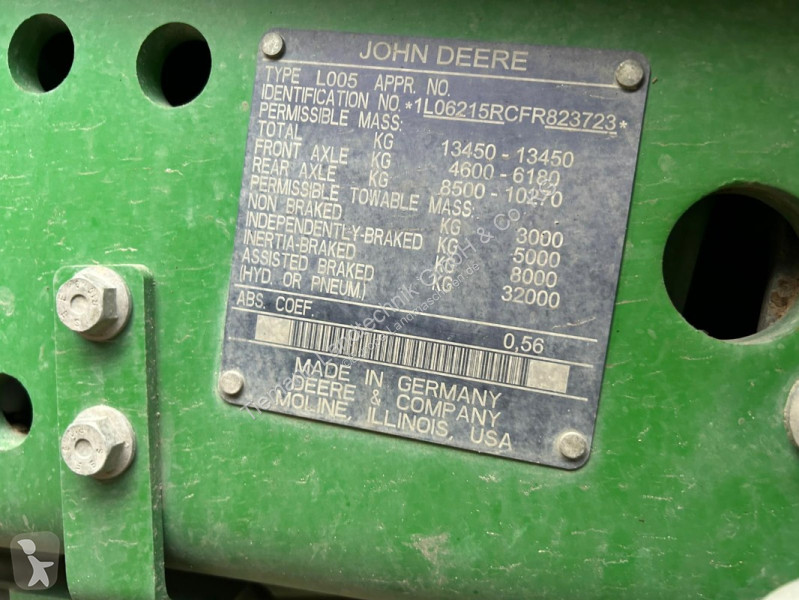 JOHN DEERE
TYPE L005 APPR. NO.
IDENTIFICATION NO. *1L06215RCFR823723*
PERMISSIBLE MASS:
TOTAL KG 13450 - 13450
FRONT AXLE KG 4600 - 6180
REAR AXLE KG 8500 - 10270
PERMISSIBLE TOWABLE MASS:
NON BRAKED KG 3000
INDEPENDENTLY-BRAKED KG 5000
INERTIA-BRAKED KG 8000
ASSISTED BRAKED KG 32000
(HYD. OR PNEUM.)
ABS. COEF. 0,56
MADE IN GERMANY
DEERE & COMPANY
MOLINE, ILLINOIS, USA
GmbH & Co